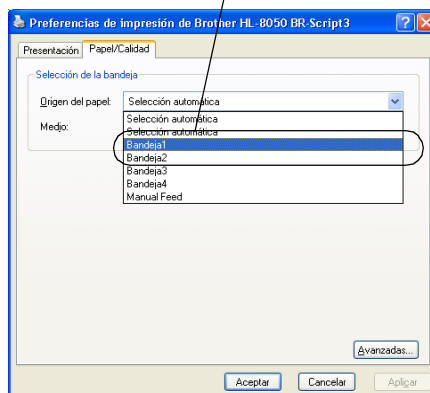 Preferencias de impresión de Brotner HL-8050 BR-Script3
Presentación Papel/Calidad
Selección de la bandeja
Origen del papel: Selección automática
Medio:
Selección automática
Selección automática
Bandeja1
Bandeja2
Bandeja3
Bandeja4
Manual Feed
Avanzadas...
Aceptar Cancelar Aplicar